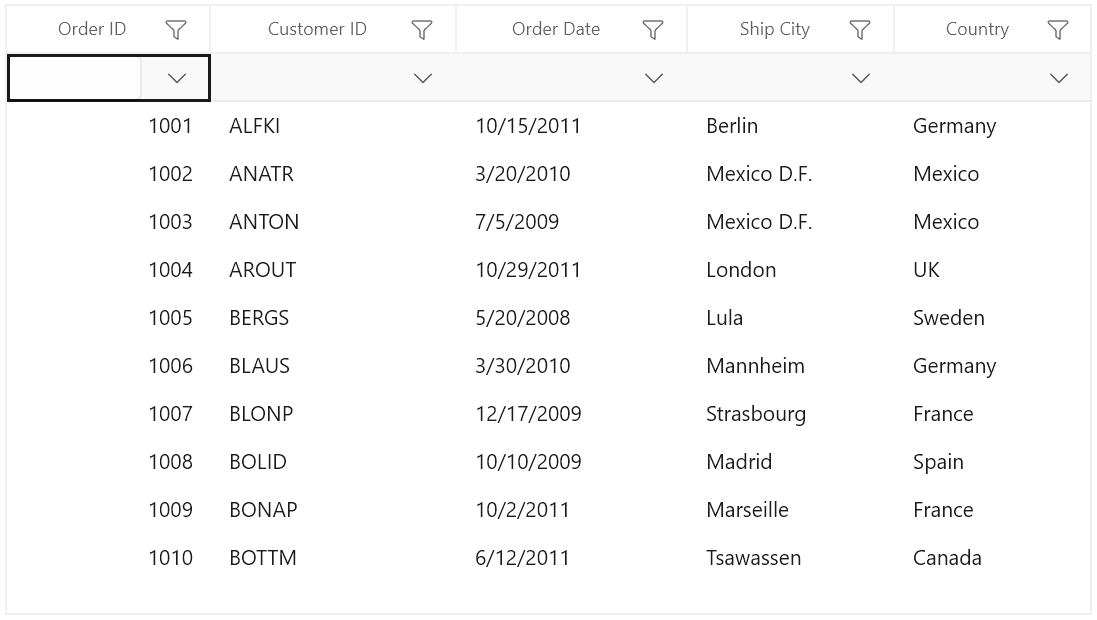 Order ID Customer ID Order Date Ship City Country
1001 ALFKI 10/15/2011 Berlin Germany
1002 ANATR 3/20/2010 Mexico D.F. Mexico
1003 ANTON 7/5/2009 Mexico D.F. Mexico
1004 AROUT 10/29/2011 London UK
1005 BERGS 5/20/2008 Lula Sweden
1006 BLAUS 3/30/2010 Mannheim Germany
1007 BLONP 12/17/2009 Strasbourg France
1008 BOLID 10/10/2009 Madrid Spain
1009 BONAP 10/2/2011 Marseille France
1010 BOTTM 6/12/2011 Tsawassen Canada